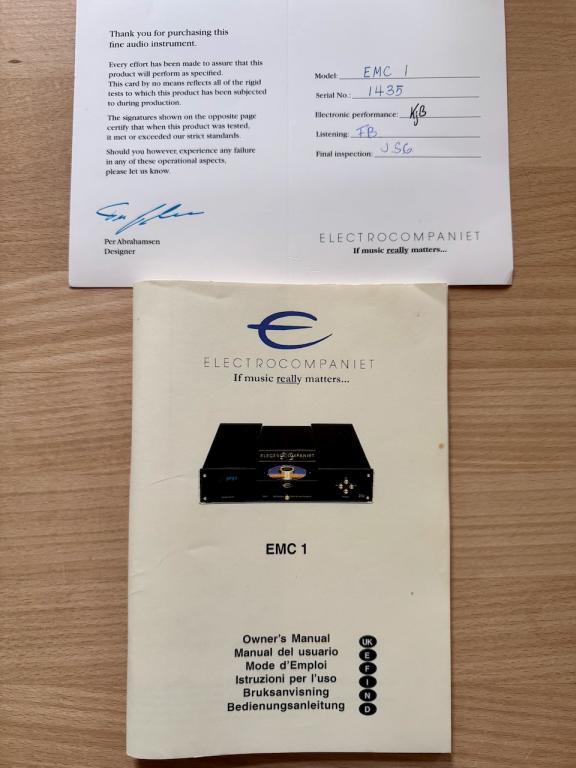 Thank you for purchasing this
fine audio instrument.
Every effort has been made to assure that this
product will perform as specified.
This card by no means reflects all of the rigid
tests to which this product has been subjected
to during production.
The signatures shown on the opposite page
certify that when this product was tested,
it met or exceeded our strict standards.
Should you however, experience any failure
in any of these operational aspects,
please let us know.
Per Abrahamsen
Designer
Model: EMC 1
Serial No.: 1435
Electronic performance: KjB
Listening: FB
Final inspection: JSG
ELECTROCOMPANIET
If music really matters...
ELECTROCOMPANIET
If music really matters...
ELECTROCOMPANIET
EMC 1
Owner's Manual UK
Manual del usuario E
Mode d'Emploi F
Istruzioni per l'uso I
Bruksanvisning N
Bedienungsanleitung D